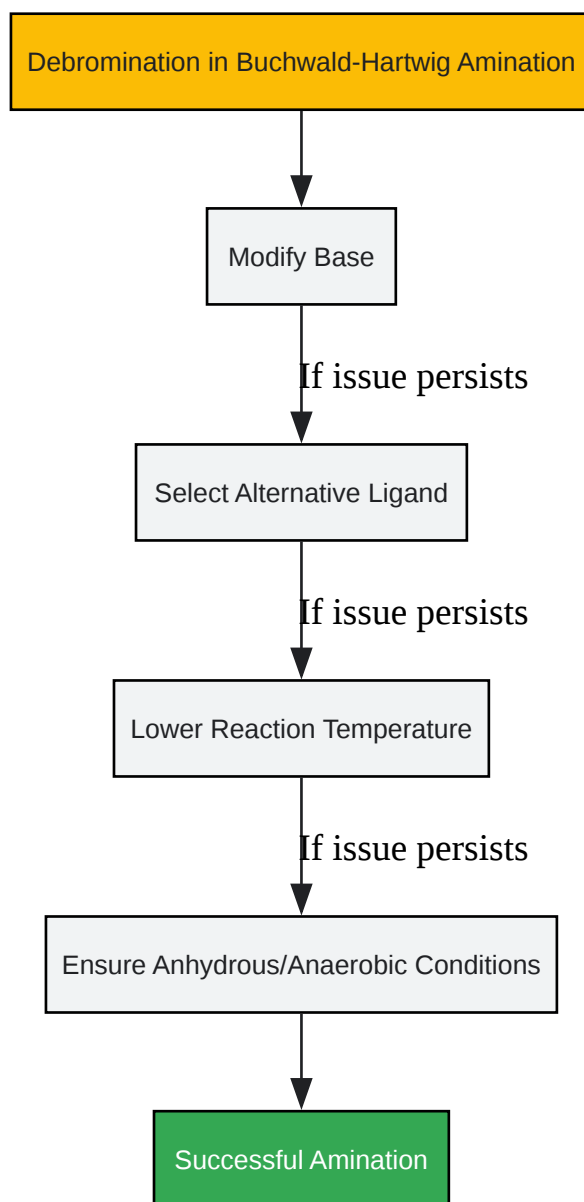 Debromination in Buchwald-Hartwig Amination
Modify Base
If issue persists
Select Alternative Ligand
If issue persists
Lower Reaction Temperature
If issue persists
Ensure Anhydrous/Anaerobic Conditions
Successful Amination